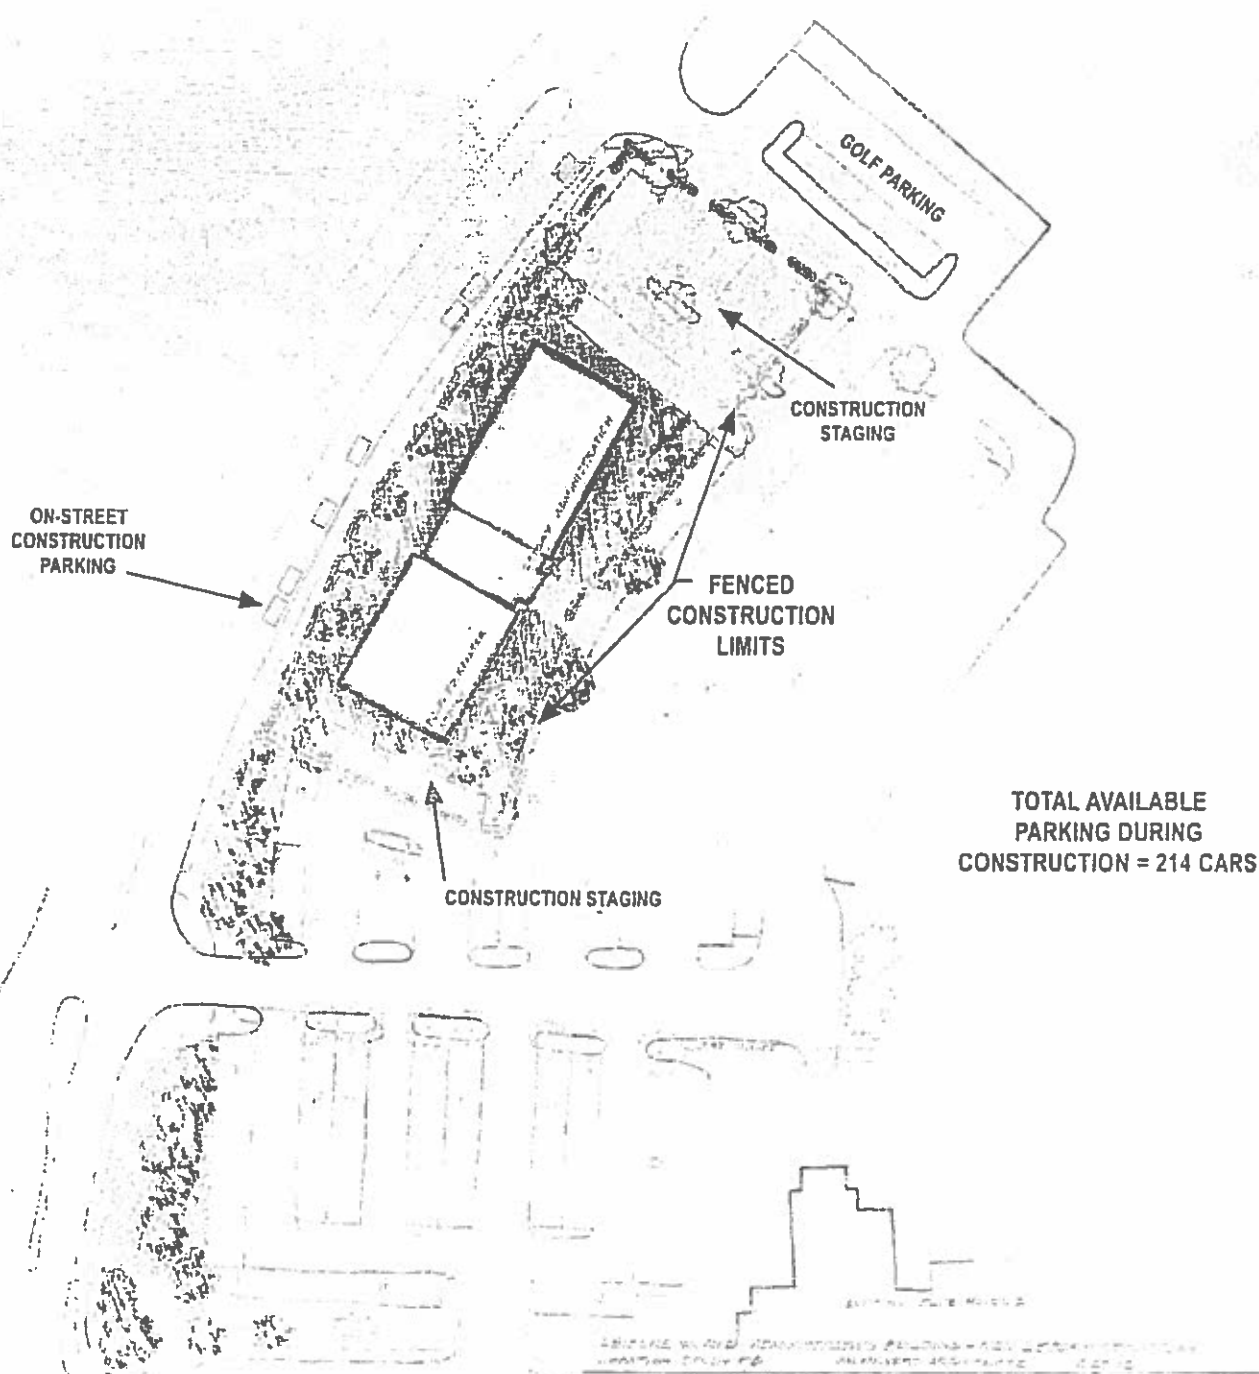 GOLF PARKING
CONSTRUCTION
STAGING
ON-STREET
CONSTRUCTION
PARKING
ADMINISTRATION
FENCED
CONSTRUCTION
LIMITS
TOTAL AVAILABLE
PARKING DURING
CONSTRUCTION = 214 CARS
CONSTRUCTION STAGING